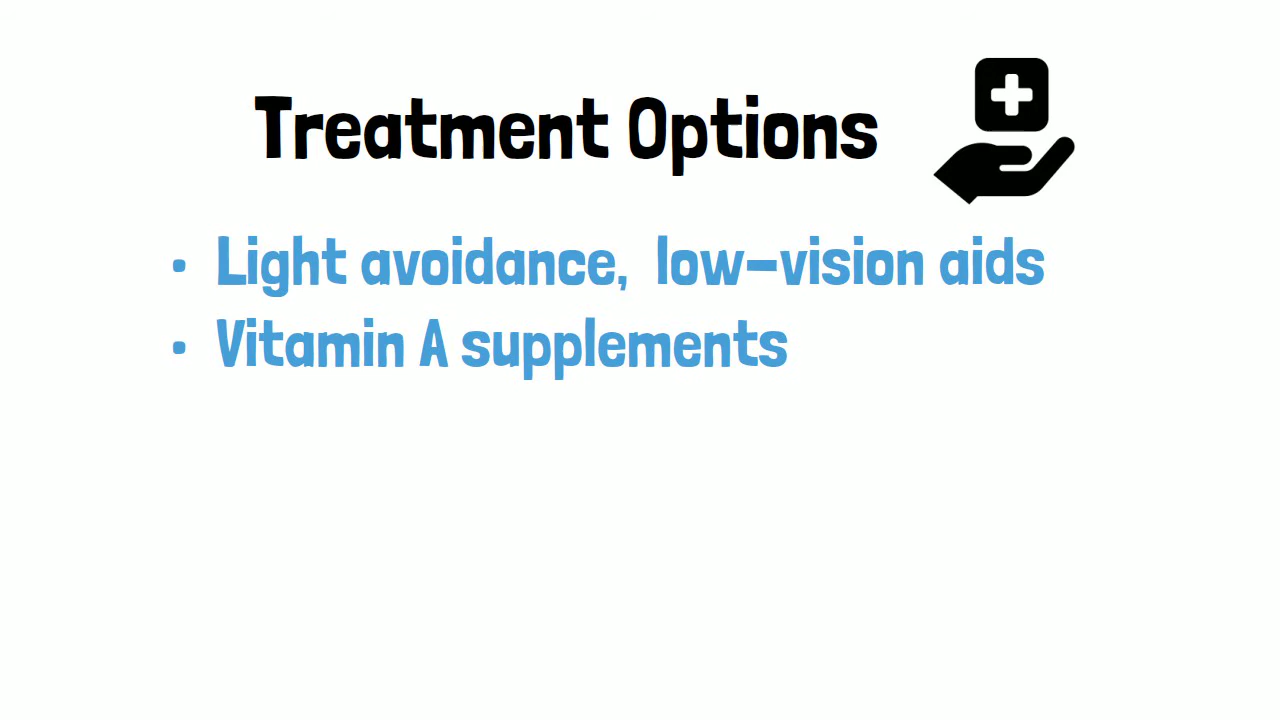 Treatment Options
• Light avoidance, low-vision aids
• Vitamin A supplements